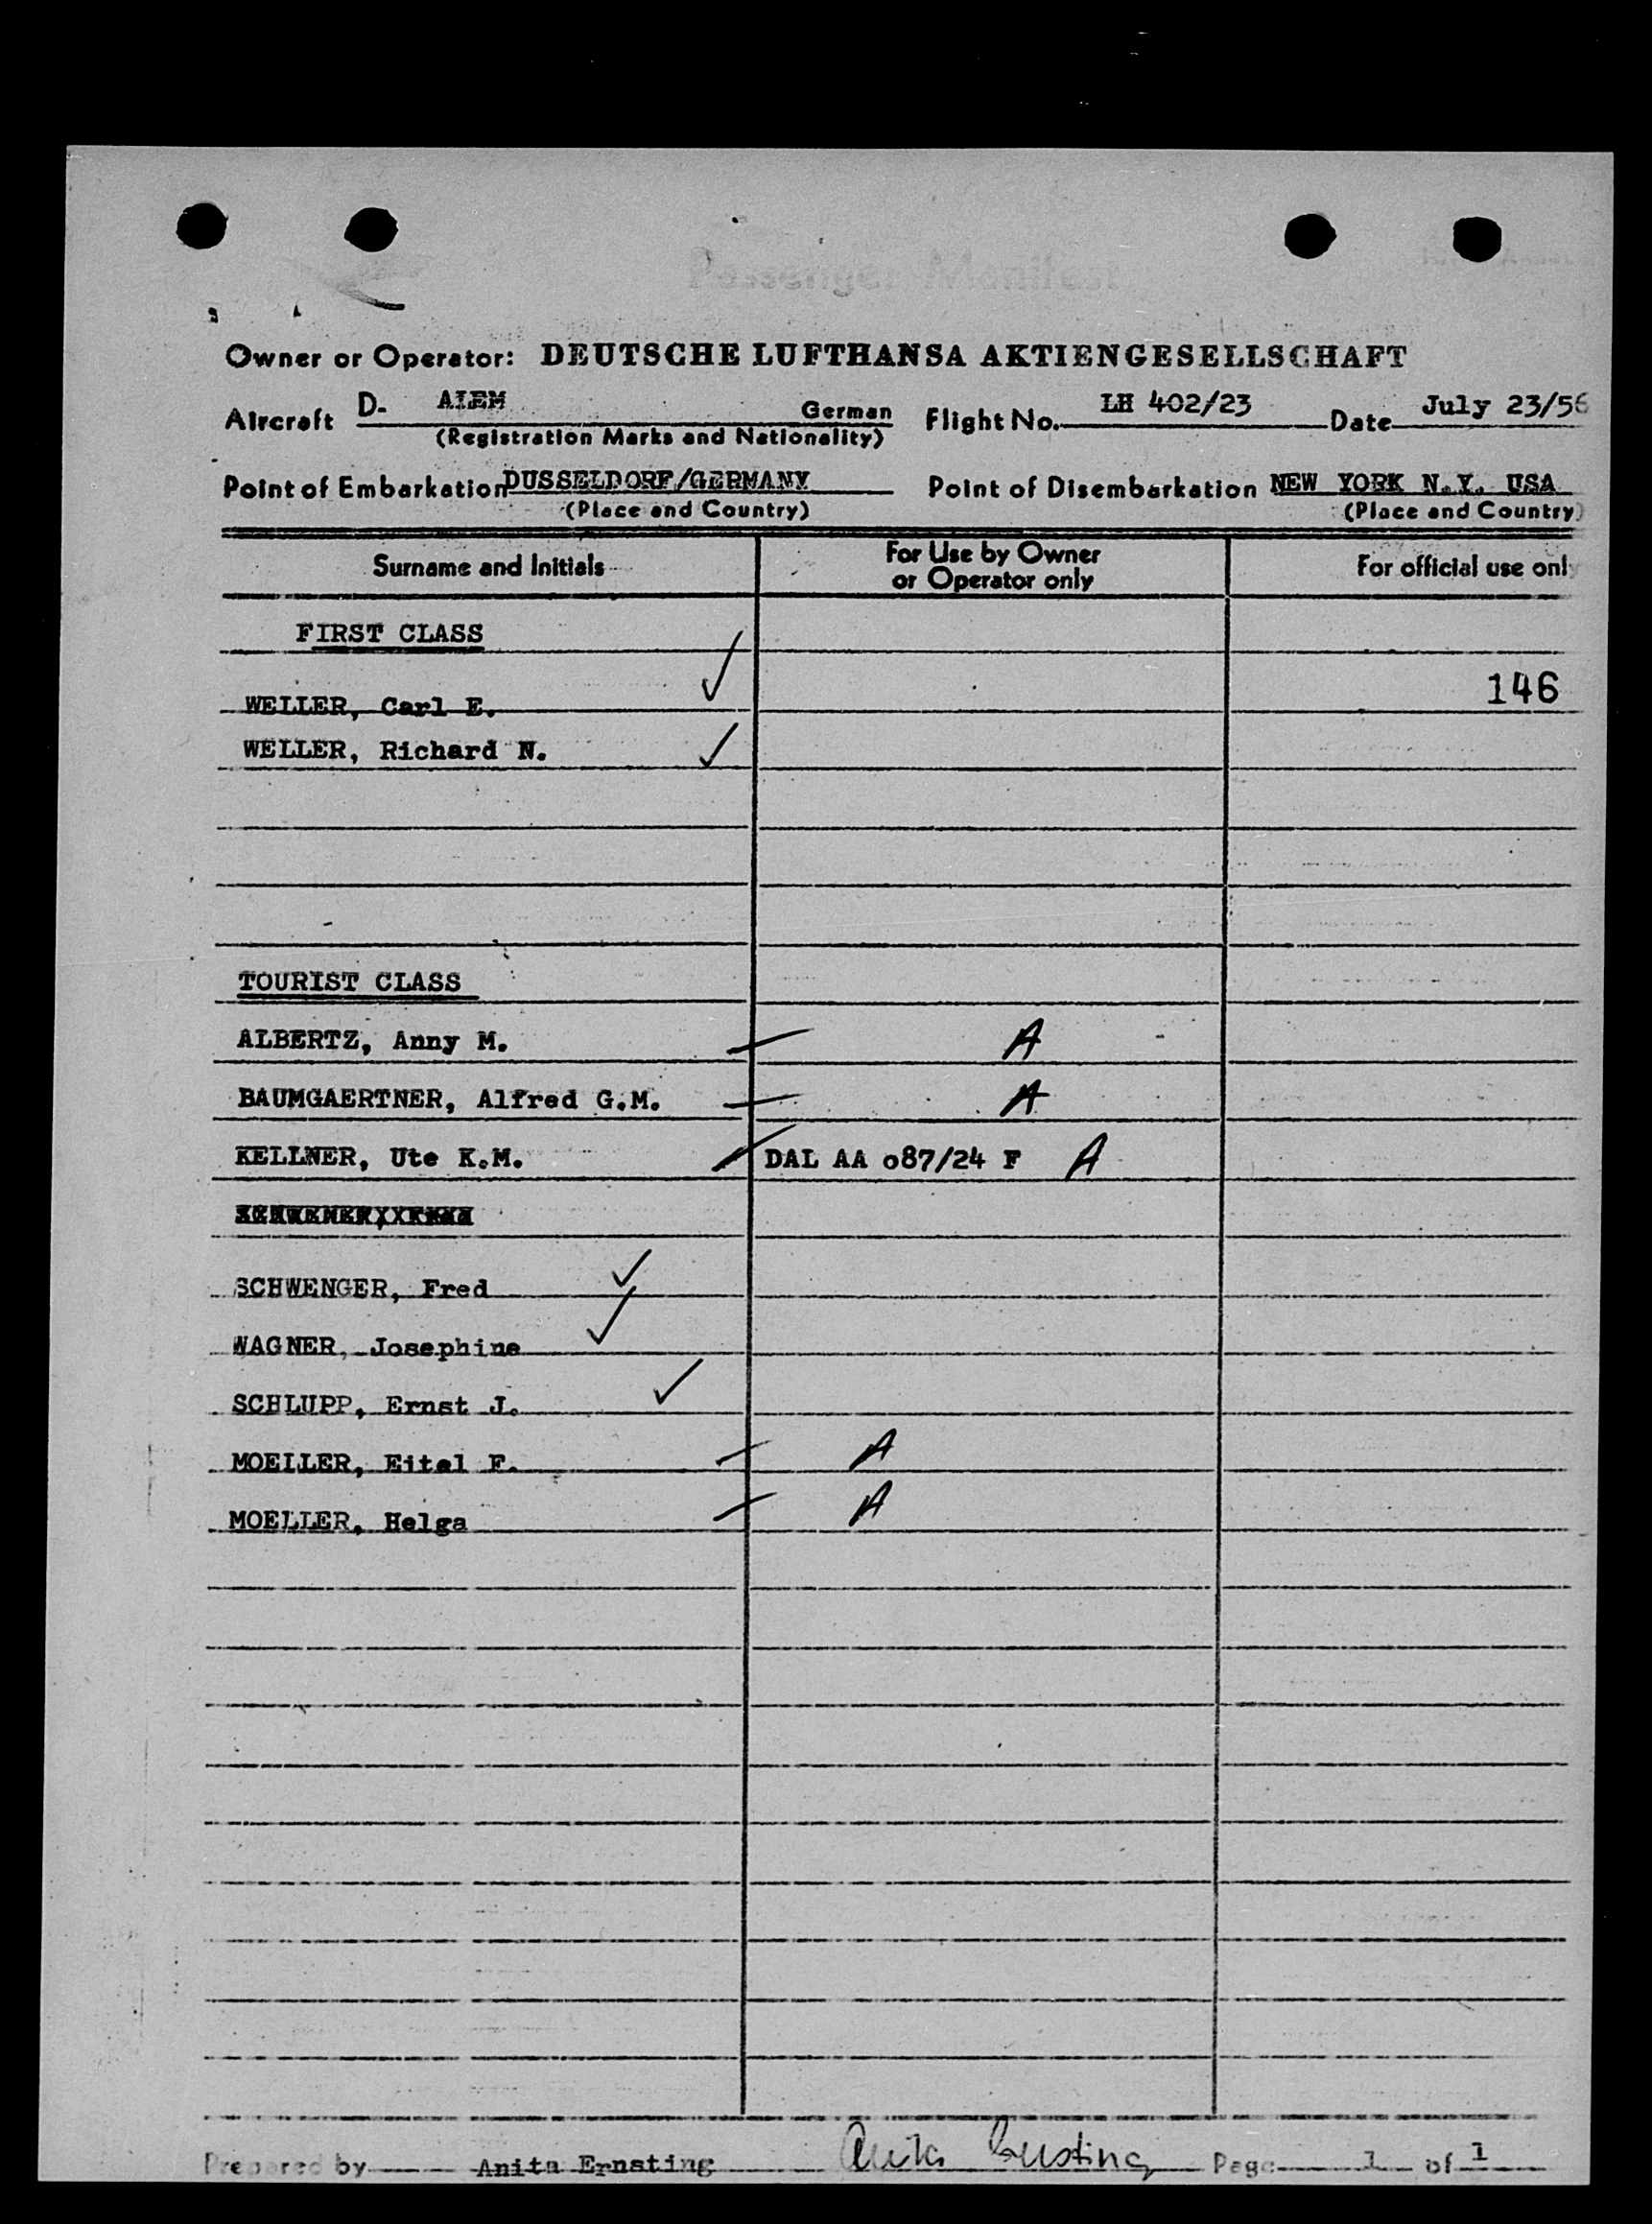 Passenger Manifest
Owner or Operator: DEUTSCHE LUFTHANSA AKTIENGESELLSCHAFT
Aircraft D- ALEM German Flight No. LH 402/23 Date July 23/56
(Registration Marks and Nationality)
Point of Embarkation DUSSELDORF/GERMANY Point of Disembarkation NEW YORK N.Y. USA
(Place and Country) (Place and Country)
Surname and Initials For Use by Owner or Operator only For official use onl
FIRST CLASS
WELLER, Carl E. 146
WELLER, Richard N.
TOURIST CLASS
ALBERTZ, Anny M. A
BAUMGAERTNER, Alfred G.M. A
KELLNER, Ute K.M. DAL AA o87/24 F A
SCHWENGER, Fred
WAGNER, Josephine
SCHLUPP, Ernst J.
MOELLER, Eitel F. A
MOELLER, Helga A
Prepared by Anita Ernsting Anita Ernsting Page 1 of 1